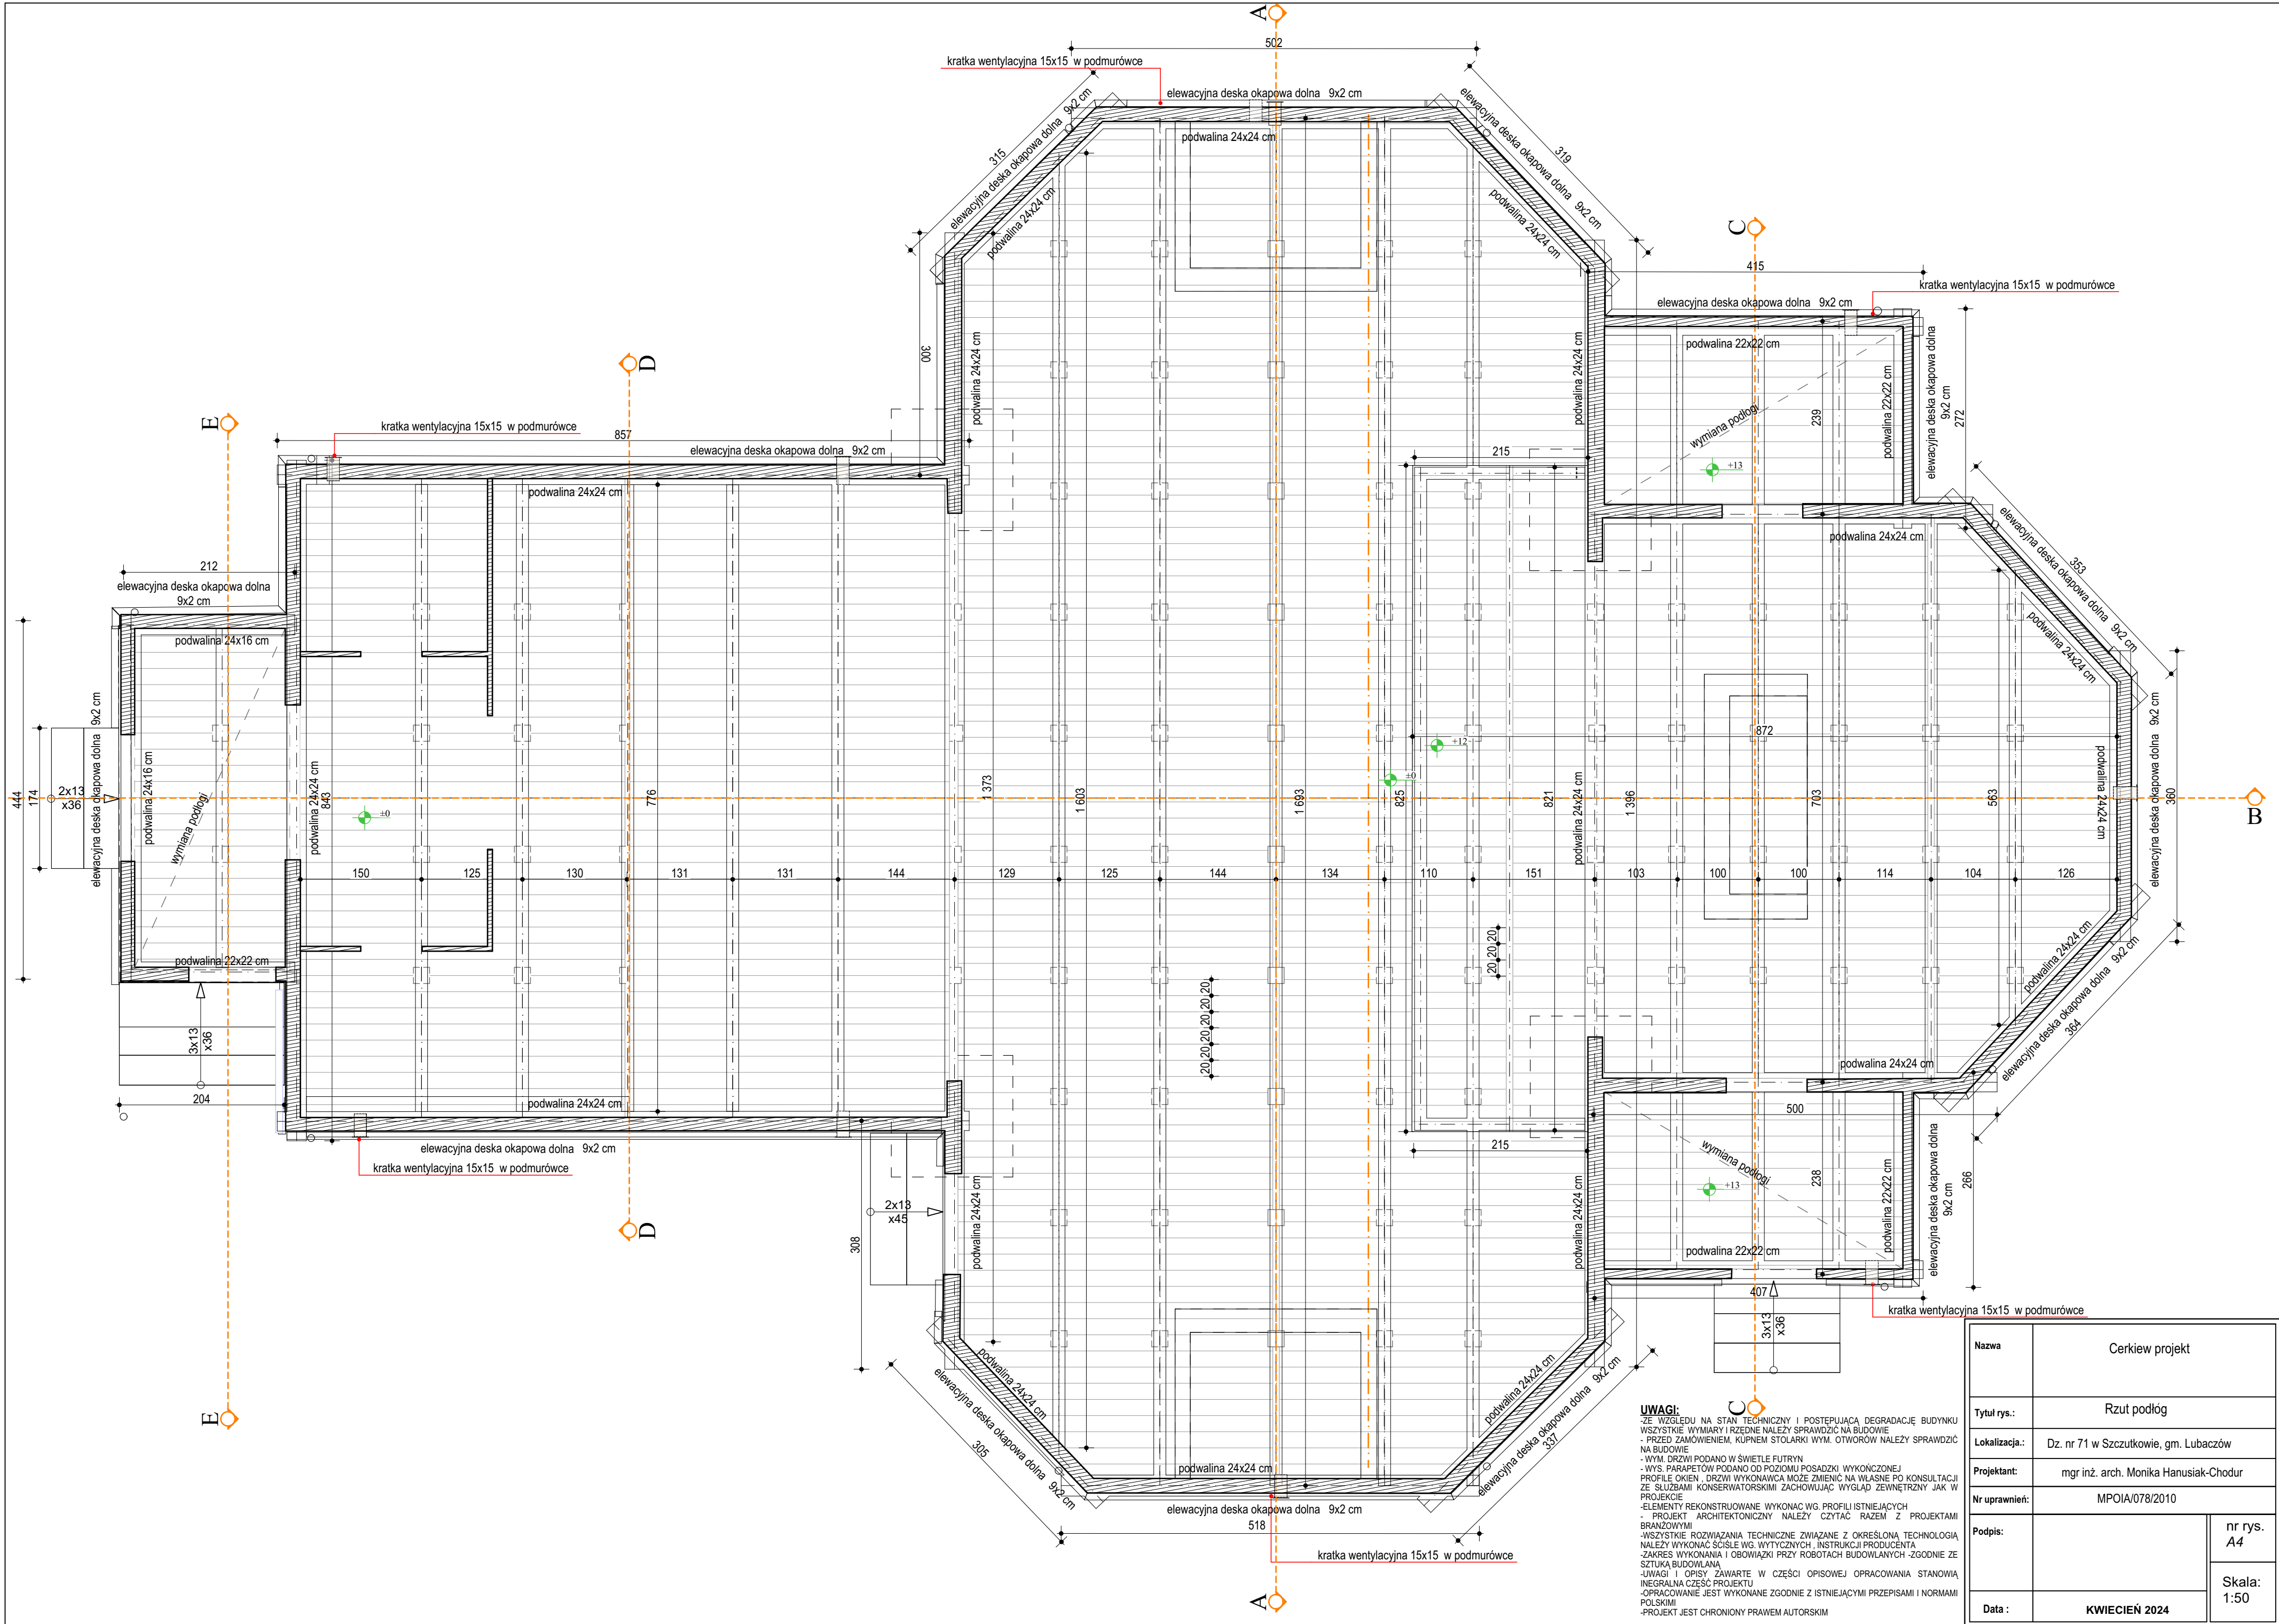 A
502
kratka wentylacyjna 15x15 w podmurówce
elewacyjna deska okapowa dolna 9x2 cm
elewacyjna deska okapowa dolna 9x2 cm
elewacyjna deska okapowa dolna 9x2 cm
podwalina 24x24 cm
315
319
podwalina 24x24 cm
podwalina 24x24 cm
C
415
kratka wentylacyjna 15x15 w podmurówce
elewacyjna deska okapowa dolna 9x2 cm
300
podwalina 24x24 cm
podwalina 24x24 cm
podwalina 22x22 cm
podwalina 22x22 cm
elewacyjna deska okapowa dolna
9x2 cm
272
239
wymiana podłogi
+13
D
E
kratka wentylacyjna 15x15 w podmurówce
857
elewacyjna deska okapowa dolna 9x2 cm
podwalina 24x24 cm
215
podwalina 24x24 cm
elewacyjna deska okapowa dolna 9x2 cm
353
podwalina 24x24 cm
212
elewacyjna deska okapowa dolna
9x2 cm
podwalina 24x16 cm
elewacyjna deska okapowa dolna 9x2 cm
podwalina 24x16 cm
wymiana podłogi
444
174
2x13
x36
podwalina 24x24 cm
843
±0
776
1 373
1 603
1 693
±0
825
+12
821
podwalina 24x24 cm
1 396
872
703
563
podwalina 24x24 cm
elewacyjna deska okapowa dolna 9x2 cm
360
B
150
125
130
131
131
144
129
125
144
134
110
151
103
100
100
114
104
126
20 20 20
20 20 20 20 20 20
podwalina 22x22 cm
3x13
x36
204
podwalina 24x24 cm
elewacyjna deska okapowa dolna 9x2 cm
kratka wentylacyjna 15x15 w podmurówce
podwalina 24x24 cm
podwalina 24x24 cm
elewacyjna deska okapowa dolna 9x2 cm
364
500
215
wymiana podłogi
+13
238
podwalina 22x22 cm
podwalina 22x22 cm
elewacyjna deska okapowa dolna
9x2 cm
266
2x13
x45
308
podwalina 24x24 cm
podwalina 24x24 cm
D
407
3x13
x36
kratka wentylacyjna 15x15 w podmurówce
podwalina 24x24 cm
elewacyjna deska okapowa dolna 9x2 cm
305
podwalina 24x24 cm
podwalina 24x24 cm
elewacyjna deska okapowa dolna 9x2 cm
337
elewacyjna deska okapowa dolna 9x2 cm
518
kratka wentylacyjna 15x15 w podmurówce
E
C
A
UWAGI:
-ZE WZGLĘDU NA STAN TECHNICZNY I POSTĘPUJĄCĄ DEGRADACJĘ BUDYNKU
WSZYSTKIE WYMIARY I RZĘDNE NALEŻY SPRAWDZIĆ NA BUDOWIE
- PRZED ZAMÓWIENIEM, KUPNEM STOLARKI WYM. OTWORÓW NALEŻY SPRAWDZIĆ
NA BUDOWIE
- WYM. DRZWI PODANO W ŚWIETLE FUTRYN
- WYS. PARAPETÓW PODANO OD POZIOMU POSADZKI WYKOŃCZONEJ
PROFILE OKIEN , DRZWI WYKONAWCA MOŻE ZMIENIĆ NA WŁASNE PO KONSULTACJI
ZE SŁUŻBAMI KONSERWATORSKIMI ZACHOWUJĄC WYGLĄD ZEWNĘTRZNY JAK W
PROJEKCIE
-ELEMENTY REKONSTRUOWANE WYKONAC WG. PROFILI ISTNIEJĄCYCH
- PROJEKT ARCHITEKTONICZNY NALEŻY CZYTAĆ RAZEM Z PROJEKTAMI
BRANŻOWYMI
-WSZYSTKIE ROZWIĄZANIA TECHNICZNE ZWIĄZANE Z OKREŚLONĄ TECHNOLOGIĄ
NALEŻY WYKONAĆ ŚCIŚLE WG. WYTYCZNYCH , INSTRUKCJI PRODUCENTA
-ZAKRES WYKONANIA I OBOWIĄZKI PRZY ROBOTACH BUDOWLANYCH -ZGODNIE ZE
SZTUKĄ BUDOWLANĄ
-UWAGI I OPISY ZAWARTE W CZĘŚCI OPISOWEJ OPRACOWANIA STANOWIĄ
INEGRALNA CZĘŚĆ PROJEKTU
-OPRACOWANIE JEST WYKONANE ZGODNIE Z ISTNIEJĄCYMI PRZEPISAMI I NORMAMI
POLSKIMI
-PROJEKT JEST CHRONIONY PRAWEM AUTORSKIM
Nazwa
Cerkiew projekt
Tytuł rys.:
Rzut podłóg
Lokalizacja.:
Dz. nr 71 w Szczutkowie, gm. Lubaczów
Projektant:
mgr inż. arch. Monika Hanusiak-Chodur
Nr uprawnień:
MPOIA/078/2010
Podpis:
nr rys.
A4
Skala:
1:50
Data :
KWIECIEŃ 2024